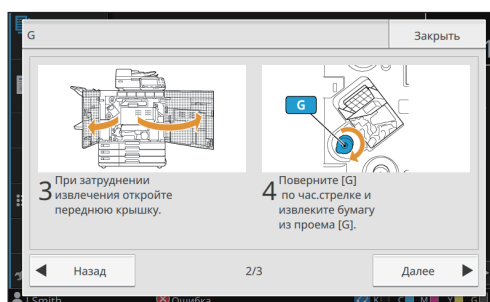 G
Закрыть
G
3 При затруднении
извлечения откройте
переднюю крышку.
4 Поверните [G]
по час.стрелке и
извлеките бумагу
из проема [G].
Назад
2/3
Далее
Smith
Ошибка
K C M Y